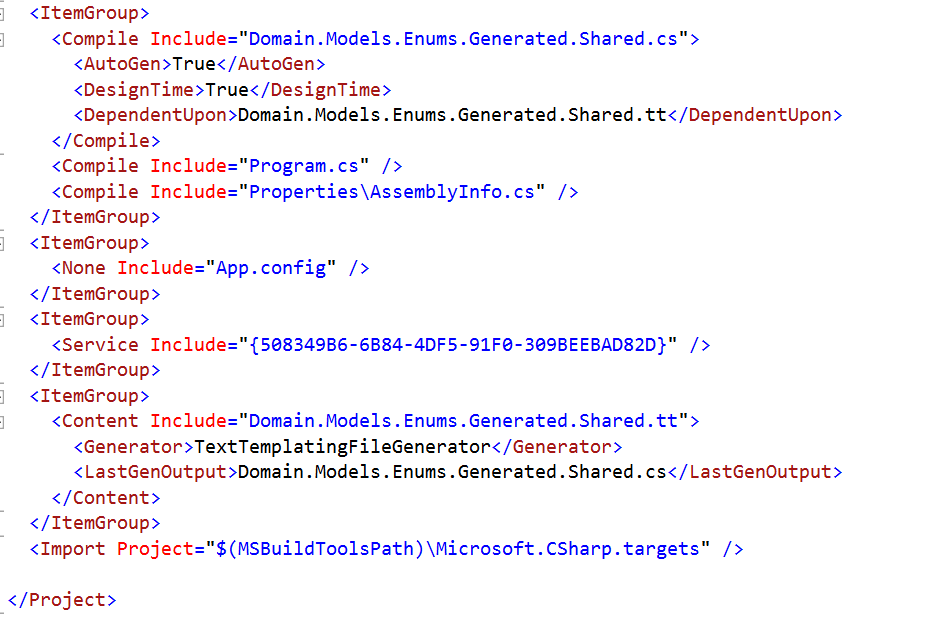 <ItemGroup>
<Compile Include="Domain.Models.Enums.Generated.Shared.cs">
<AutoGen>True</AutoGen>
<DesignTime>True</DesignTime>
<DependentUpon>Domain.Models.Enums.Generated.Shared.tt</DependentUpon>
</Compile>
<Compile Include="Program.cs" />
<Compile Include="Properties\AssemblyInfo.cs" />
</ItemGroup>
<ItemGroup>
<None Include="App.config" />
</ItemGroup>
<ItemGroup>
<Service Include="{508349B6-6B84-4DF5-91F0-309BEEBAD82D}" />
</ItemGroup>
<ItemGroup>
<Content Include="Domain.Models.Enums.Generated.Shared.tt">
<Generator>TextTemplatingFileGenerator</Generator>
<LastGenOutput>Domain.Models.Enums.Generated.Shared.cs</LastGenOutput>
</Content>
</ItemGroup>
<Import Project="$(MSBuildToolsPath)\Microsoft.CSharp.targets" />
</Project>